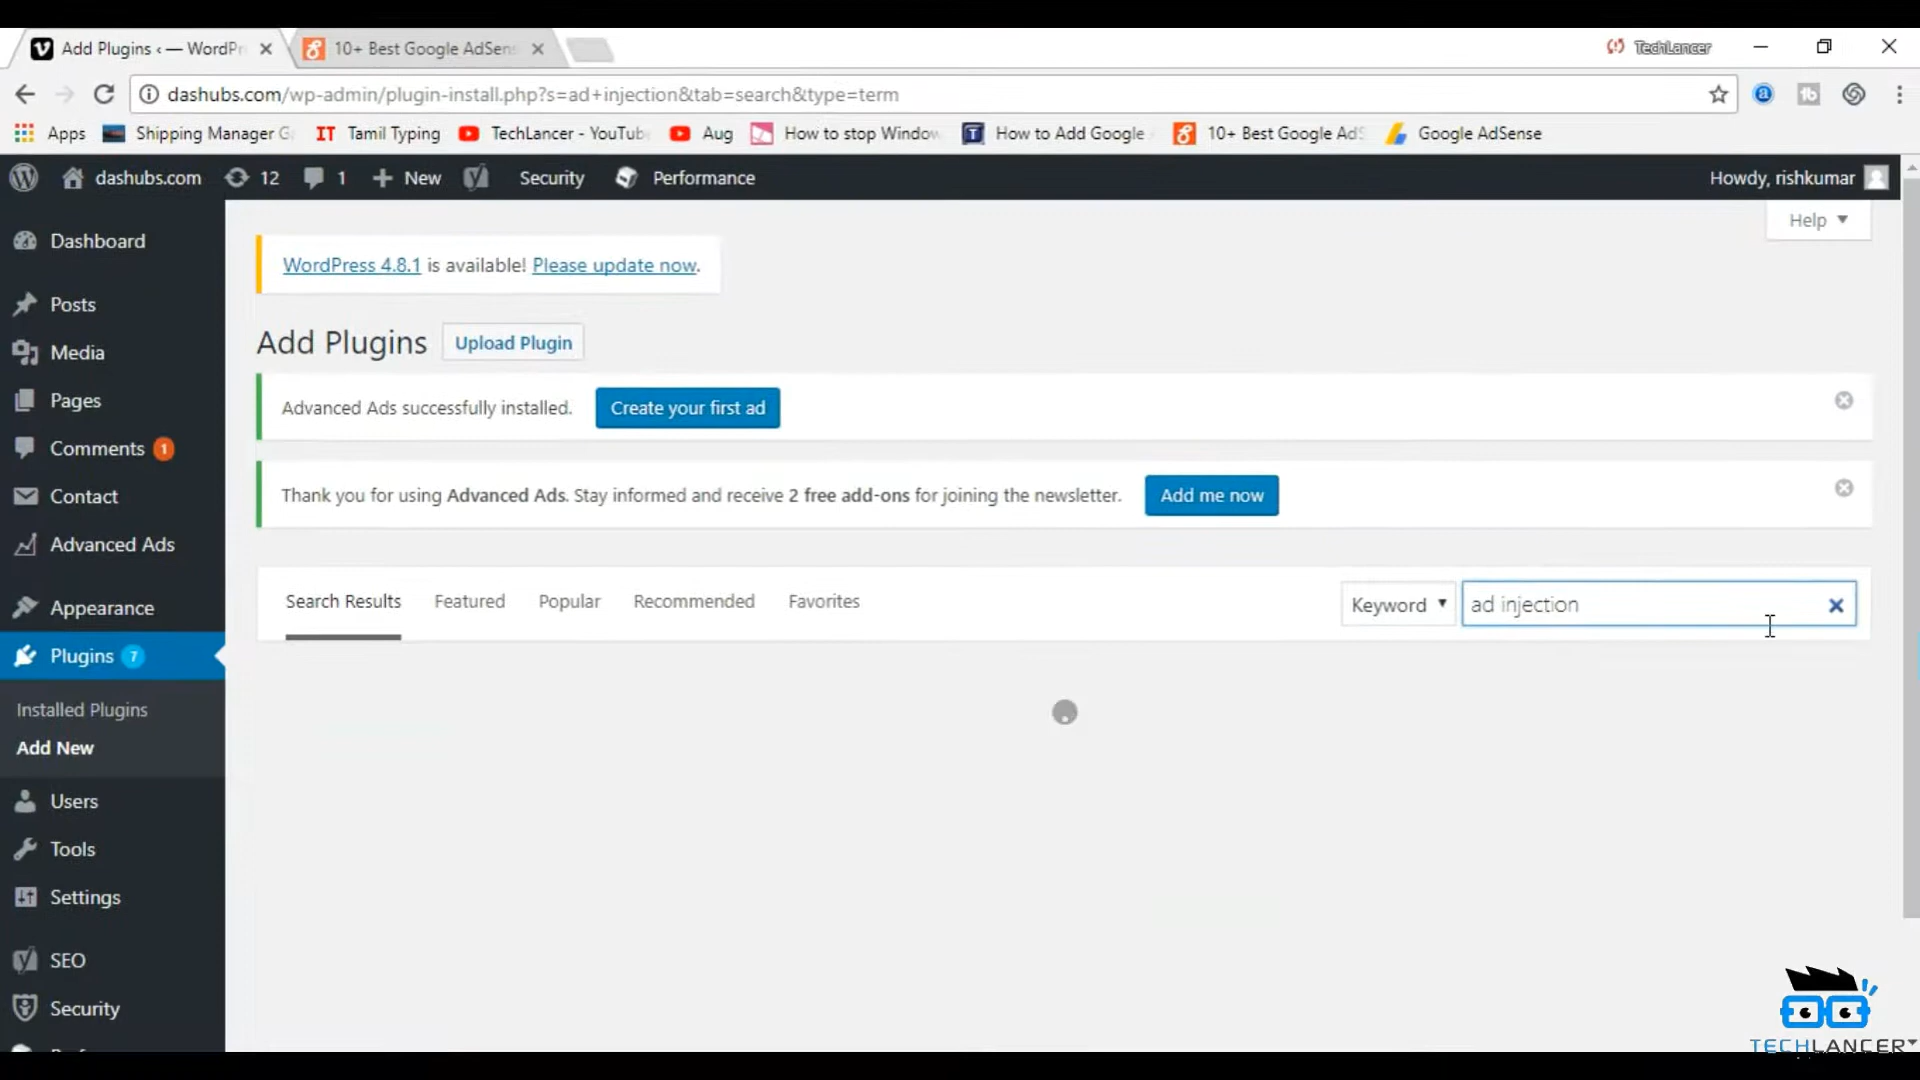 Add Plugins ‹ — WordPr
10+ Best Google AdSen
TechLancer
dashubs.com/wp-admin/plugin-install.php?s=ad+injection&tab=search&type=term
Apps
Shipping Manager G
IT Tamil Typing
TechLancer - YouTub
Aug
How to stop Window
How to Add Google
10+ Best Google AdS
Google AdSense
dashubs.com
12
1
New
Security
Performance
Howdy, rishkumar
Help
Dashboard
Posts
Media
Pages
Comments 1
Contact
Advanced Ads
Appearance
Plugins 7
Installed Plugins
Add New
Users
Tools
Settings
SEO
Security
WordPress 4.8.1 is available! Please update now.
Add Plugins
Upload Plugin
Advanced Ads successfully installed.
Create your first ad
Thank you for using Advanced Ads. Stay informed and receive 2 free add-ons for joining the newsletter.
Add me now
Search Results
Featured
Popular
Recommended
Favorites
Keyword
ad injection
TECHLANCER